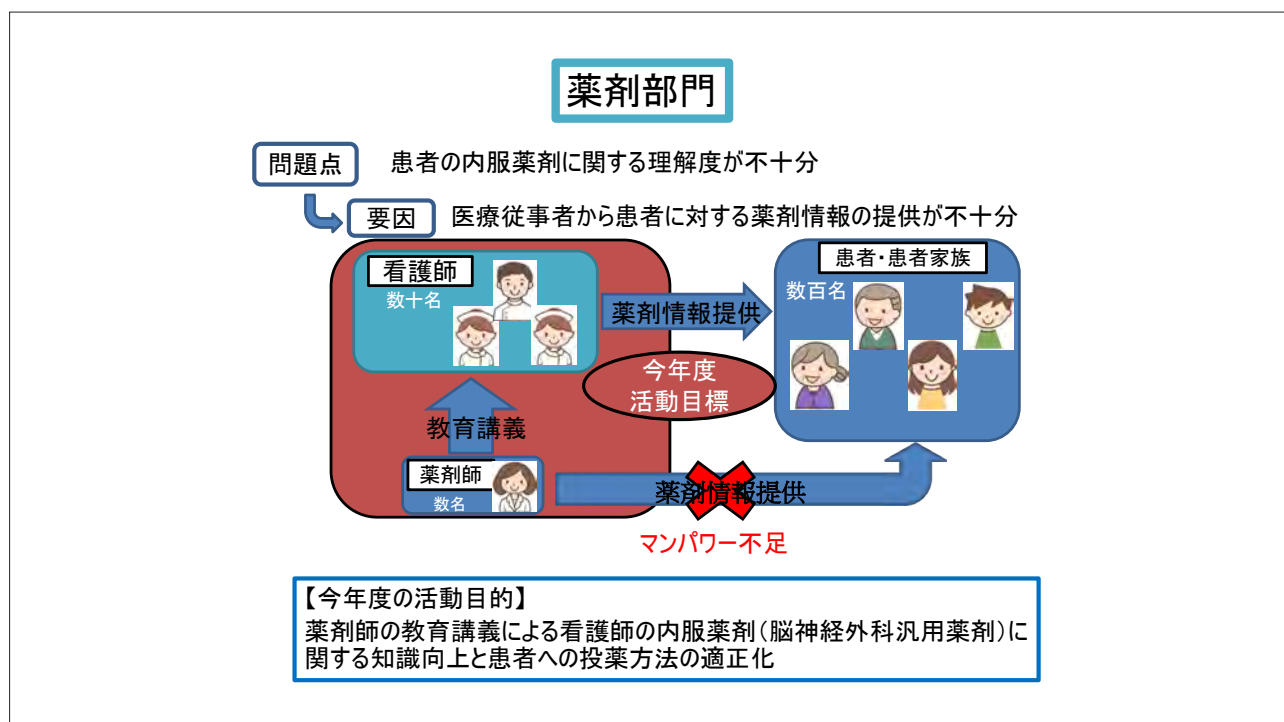 薬剤部門
問題点
患者の内服薬剤に関する理解度が不十分
要因
医療従事者から患者に対する薬剤情報の提供が不十分
看護師
数十名
薬剤情報提供
患者・患者家族
数百名
今年度
活動目標
教育講義
薬剤師
数名
薬剤情報提供
マンパワー不足
【今年度の活動目的】
薬剤師の教育講義による看護師の内服薬剤（脳神経外科汎用薬剤）に
関する知識向上と患者への投薬方法の適正化